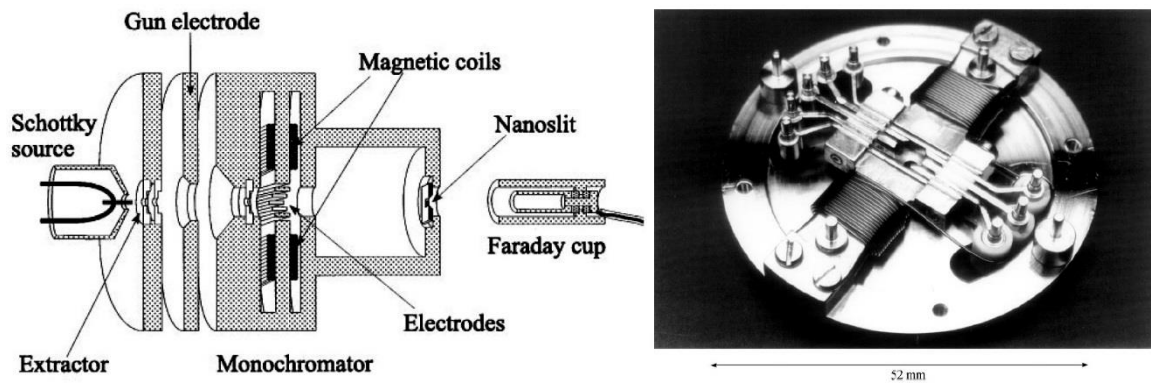 Gun electrode
Magnetic coils
Schottky
source
Nanoslit
Faraday cup
Electrodes
Extractor
Monochromator
52 mm